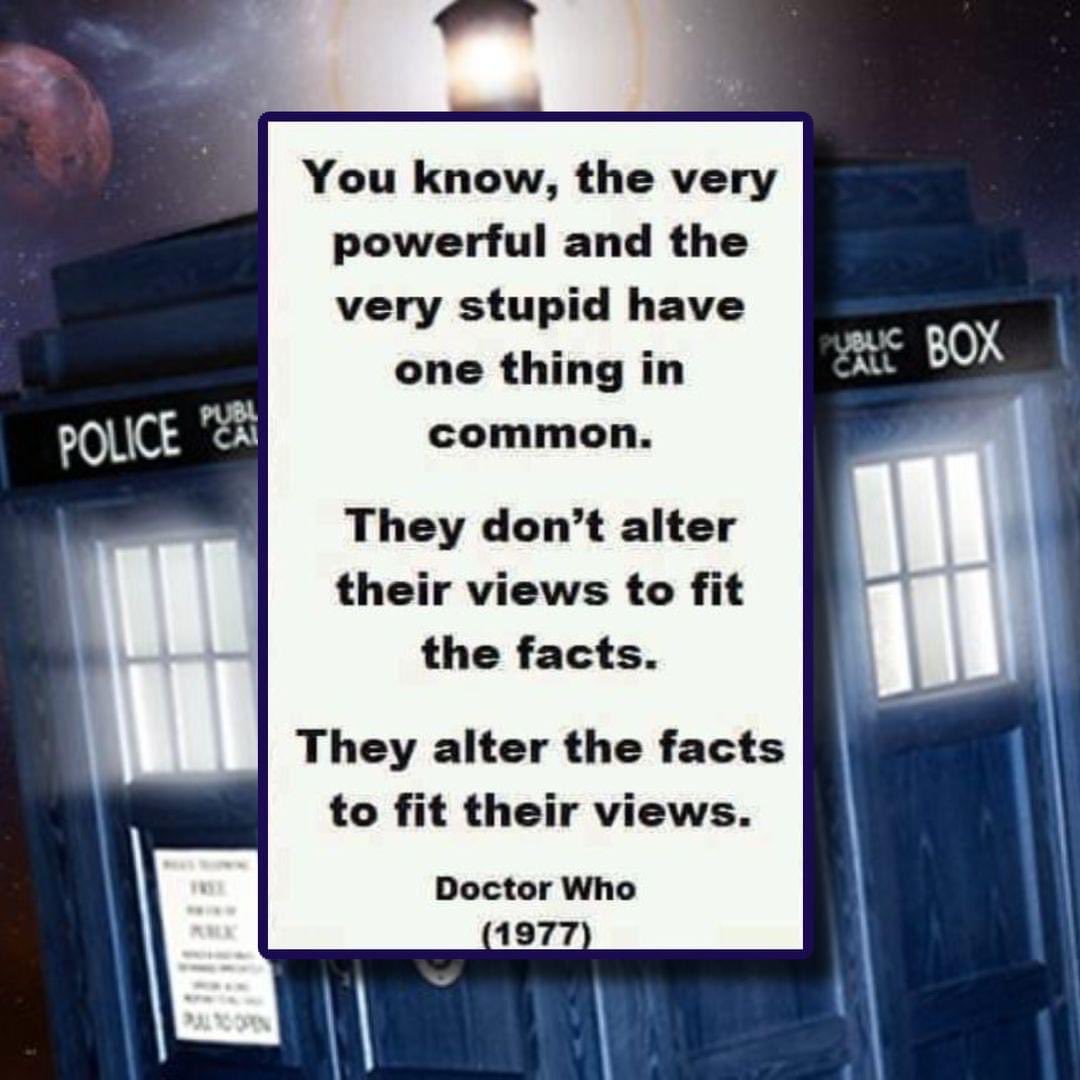 You know, the very
powerful and the
very stupid have
one thing in
common.
They don’t alter
their views to fit
the facts.
They alter the facts
to fit their views.
Doctor Who
(1977)
POLICE PUBL
CAL
PUBLIC
CALL BOX
FREE
PUBLIC
PULL TO OPEN